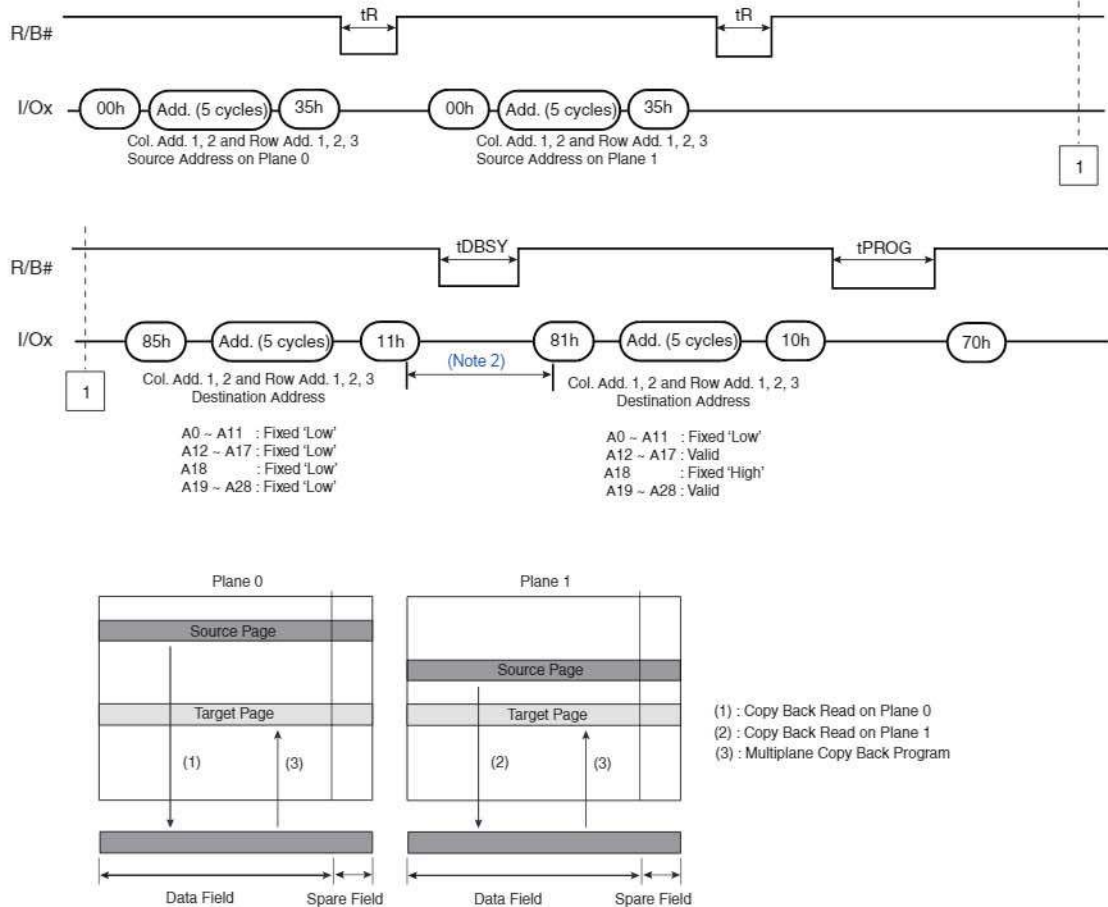 tR tR
R/B#
I/Ox 00h Add. (5 cycles) 35h 00h Add. (5 cycles) 35h
Col. Add. 1, 2 and Row Add. 1, 2, 3 Col. Add. 1, 2 and Row Add. 1, 2, 3
Source Address on Plane 0 Source Address on Plane 1
1
tDBSY tPROG
R/B#
I/Ox 85h Add. (5 cycles) 11h (Note 2) 81h Add. (5 cycles) 10h 70h
1
Col. Add. 1, 2 and Row Add. 1, 2, 3 Col. Add. 1, 2 and Row Add. 1, 2, 3
Destination Address Destination Address
A0 ~ A11 : Fixed 'Low' A0 ~ A11 : Fixed 'Low'
A12 ~ A17 : Fixed 'Low' A12 ~ A17 : Valid
A18 : Fixed 'Low' A18 : Fixed 'High'
A19 ~ A28 : Fixed 'Low' A19 ~ A28 : Valid
Plane 0 Plane 1
Source Page
Source Page
Target Page Target Page
(1) (3) (2) (3)
(1) : Copy Back Read on Plane 0
(2) : Copy Back Read on Plane 1
(3) : Multiplane Copy Back Program
Data Field Spare Field Data Field Spare Field